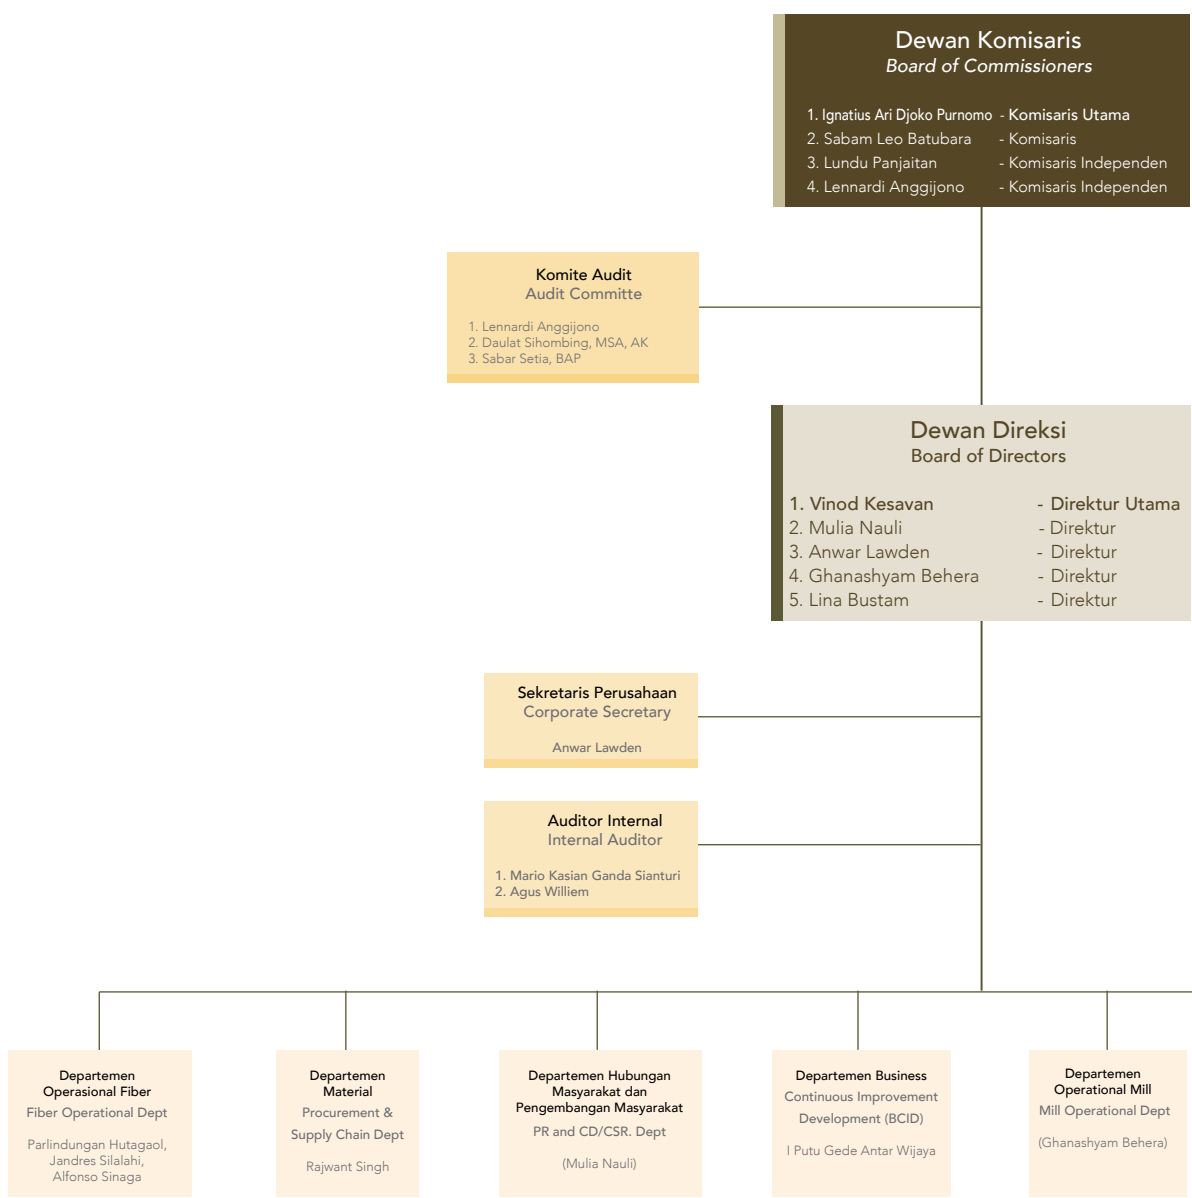 Dewan Komisaris
Board of Commissioners
1. Ignatius Ari Djoko Purnomo - Komisaris Utama
2. Sabam Leo Batubara - Komisaris
3. Lundu Panjaitan - Komisaris Independen
4. Lennardi Anggijono - Komisaris Independen
Komite Audit
Audit Committe
1. Lennardi Anggijono
2. Daulat Sihombing, MSA, AK
3. Sabar Setia, BAP
Dewan Direksi
Board of Directors
1. Vinod Kesavan - Direktur Utama
2. Mulia Nauli - Direktur
3. Anwar Lawden - Direktur
4. Ghanashyam Behera - Direktur
5. Lina Bustam - Direktur
Sekretaris Perusahaan
Corporate Secretary
Anwar Lawden
Auditor Internal
Internal Auditor
1. Mario Kasian Ganda Sianturi
2. Agus Williem
Departemen
Operasional Fiber
Fiber Operational Dept
Parlindungan Hutagaol,
Jandres Silalahi,
Alfonso Sinaga
Departemen
Material
Procurement &
Supply Chain Dept
Rajwant Singh
Departemen Hubungan
Masyarakat dan
Pengembangan Masyarakat
PR and CD/CSR. Dept
(Mulia Nauli)
Departemen Business
Continuous Improvement
Development (BCID)
I Putu Gede Antar Wijaya
Departemen
Operational Mill
Mill Operational Dept
(Ghanashyam Behera)